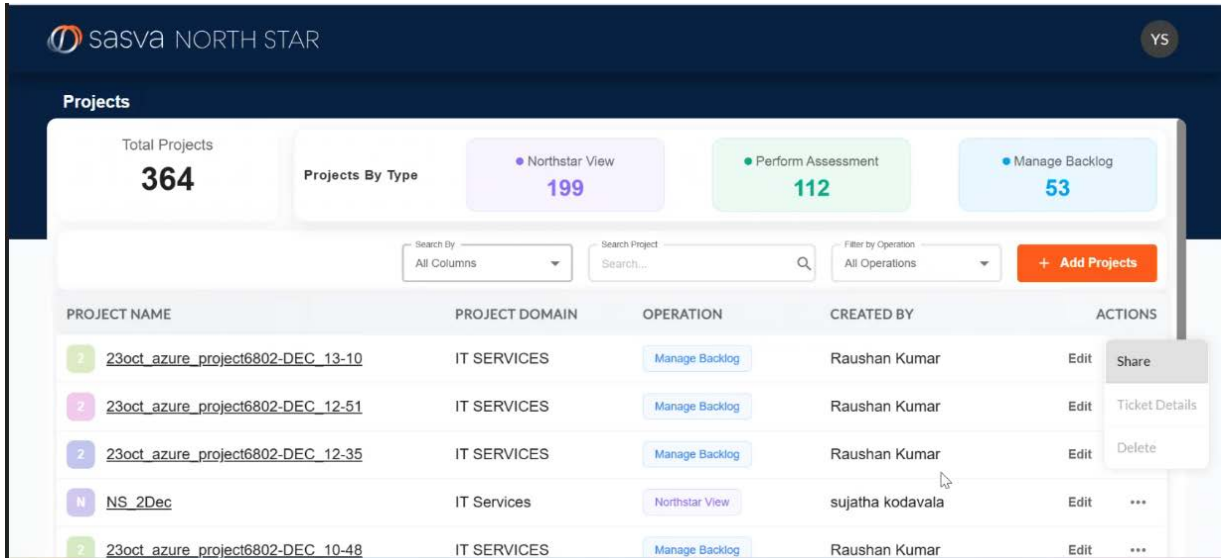 sasva NORTH STAR
YS
Projects
Total Projects
364
Projects By Type
Northstar View
199
Perform Assessment
112
Manage Backlog
53
Search By
All Columns
Search Project
Search...
Filter by Operation
All Operations
+ Add Projects
PROJECT NAME PROJECT DOMAIN OPERATION CREATED BY ACTIONS
2 23oct_azure_project6802-DEC_13-10 IT SERVICES Manage Backlog Raushan Kumar Edit
Share
2 23oct_azure_project6802-DEC_12-51 IT SERVICES Manage Backlog Raushan Kumar Edit
Ticket Details
2 23oct_azure_project6802-DEC_12-35 IT SERVICES Manage Backlog Raushan Kumar Edit
Delete
N NS_2Dec IT Services Northstar View sujatha kodavala Edit ...
2 23oct_azure_project6802-DEC_10-48 IT SERVICES Manage Backlog Raushan Kumar Edit ...